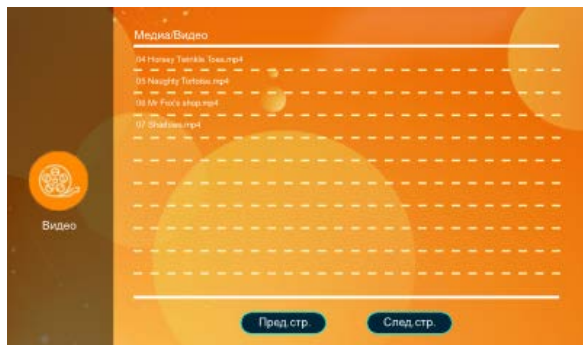 Медиа/Видео
04 Horsey Twinkle Toes.mp4
05 Naughty Tortoise.mp4
06 Mr Fox's shop.mp4
07 Shadows.mp4
Видео
Пред.стр.
След.стр.